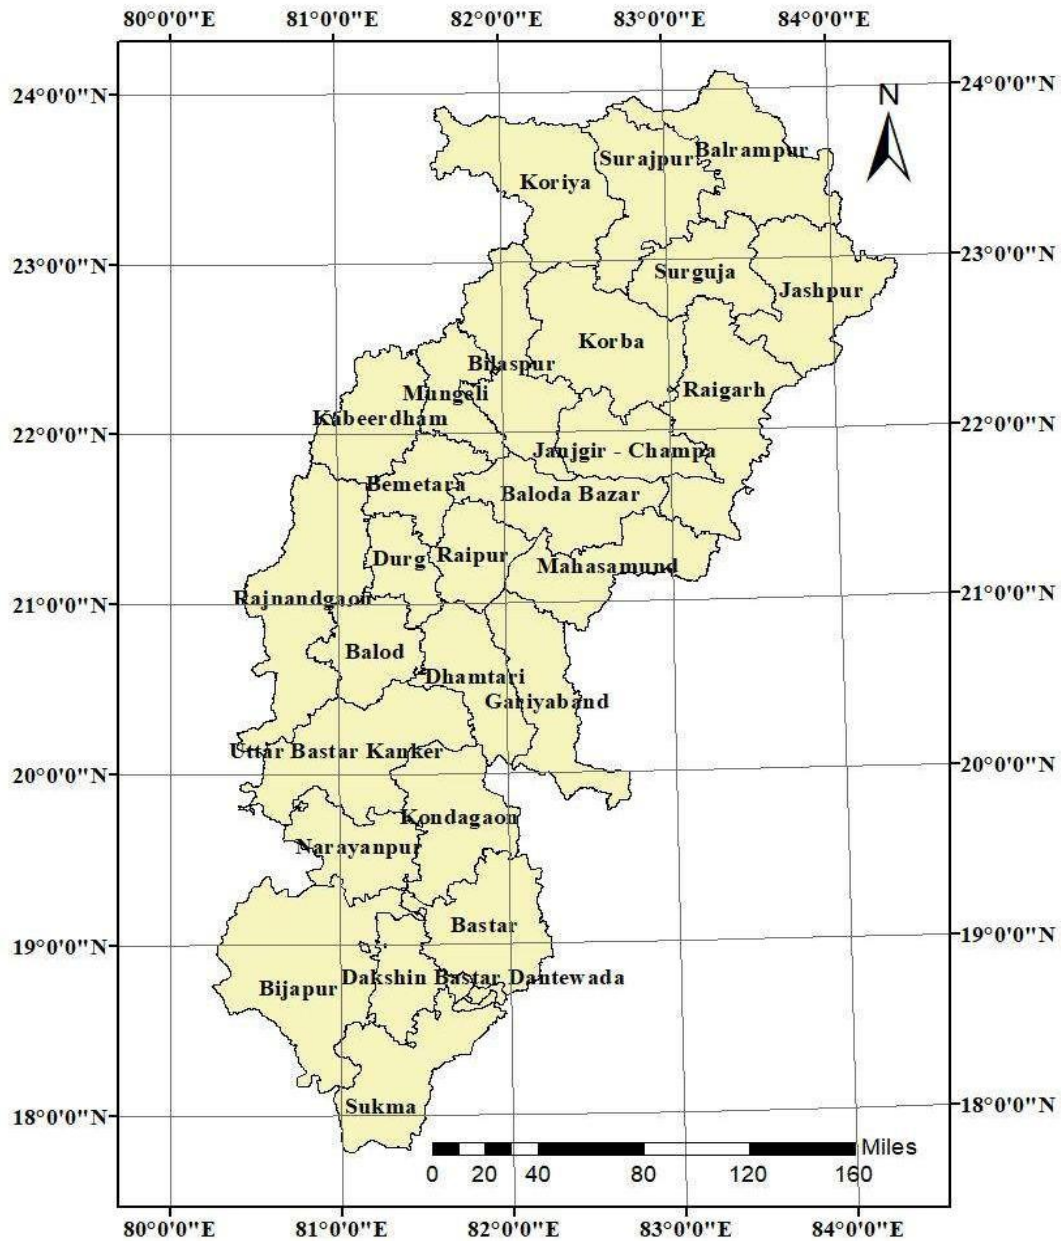 80°0'0"E 81°0'0"E 82°0'0"E 83°0'0"E 84°0'0"E
24°0'0"N 24°0'0"N
N
Balrampur
Surajpur
Koriya
23°0'0"N 23°0'0"N
Surguja
Jashpur
Korba
Bilaspur
Mungeli Raigarh
Kabeerdham
22°0'0"N 22°0'0"N
Janjgir - Champa
Bemetara
Baloda Bazar
Durg Raipur
Mahasamund
Rajnandgaon
21°0'0"N 21°0'0"N
Balod
Dhamtari
Gariyaband
Uttar Bastar Kanker
20°0'0"N 20°0'0"N
Kondagaon
Narayanpur
Bastar
19°0'0"N 19°0'0"N
Dakshin Bastar Dantewada
Bijapur
Sukma
18°0'0"N 18°0'0"N
Miles
0 20 40 80 120 160
80°0'0"E 81°0'0"E 82°0'0"E 83°0'0"E 84°0'0"E